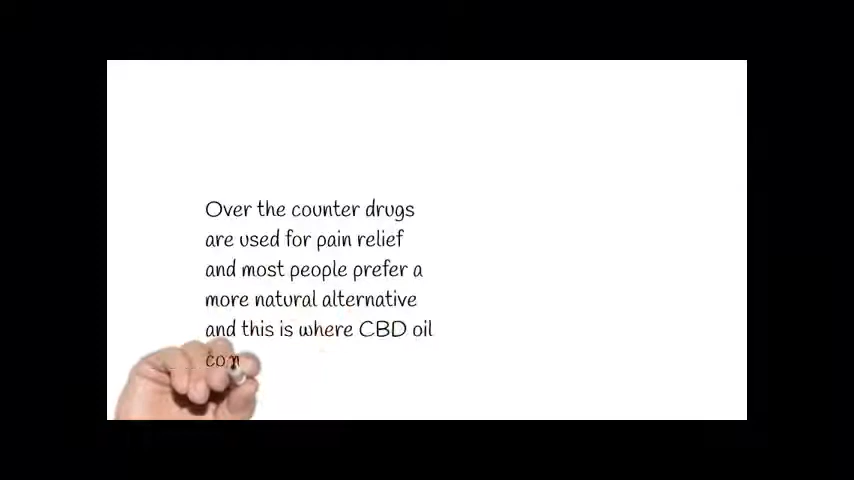 Over the counter drugs
are used for pain relief
and most people prefer a
more natural alternative
and this is where CBD oil